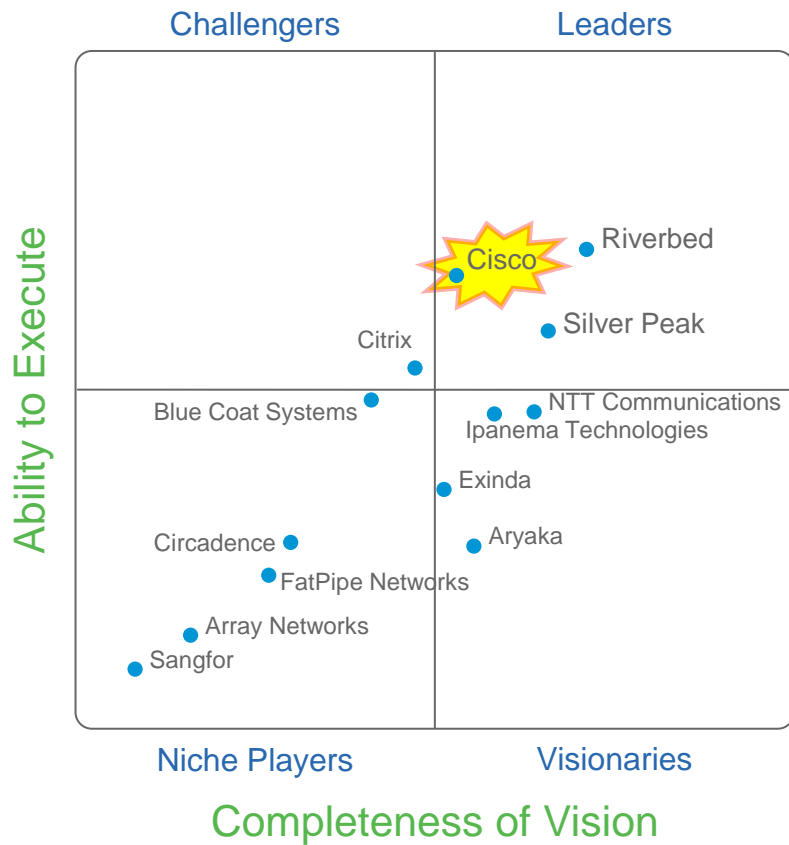 Challengers
Leaders
Ability to Execute
Riverbed
Cisco
Silver Peak
Citrix
NTT Communications
Blue Coat Systems
Ipanema Technologies
Exinda
Circadence
Aryaka
FatPipe Networks
Array Networks
Sangfor
Niche Players
Visionaries
Completeness of Vision